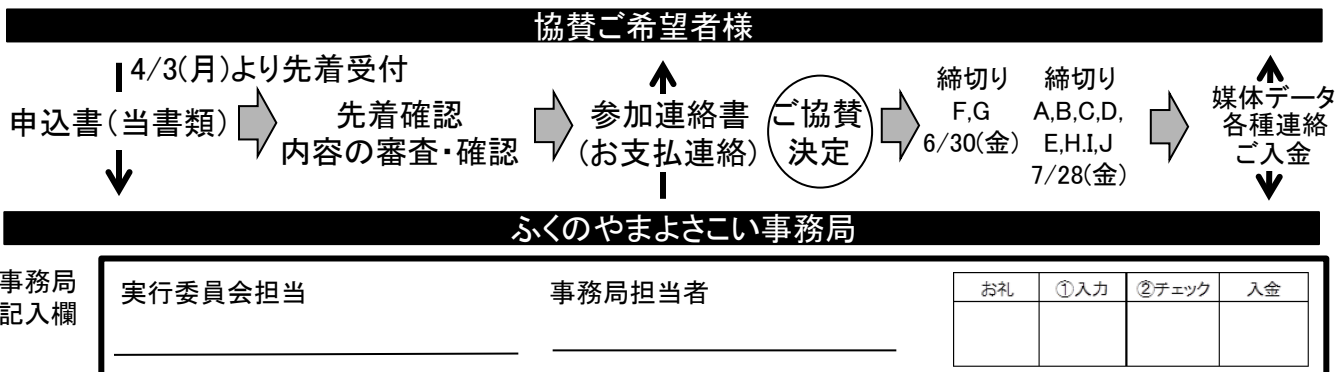 協賛ご希望者様
4/3(月)より先着受付
申込書(当書類)
先着確認
内容の審査・確認
参加連絡書
(お支払連絡)
ご協賛
決定
締切り
F,G
6/30(金)
締切り
A,B,C,D,
E,H.I,J
7/28(金)
媒体データ
各種連絡
ご入金
ふくのやまよさこい事務局
事務局
記入欄
実行委員会担当
事務局担当者
お礼 ①入力 ②チェック 入金